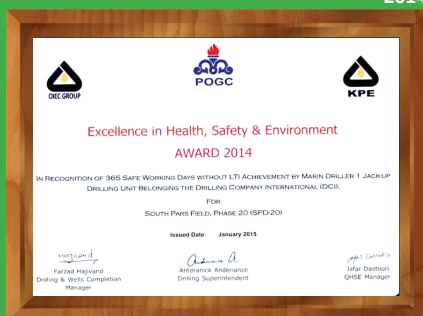 2014
OIEC GROUP
POGC
KPE
Excellence in Health, Safety & Environment
AWARD 2014
IN RECOGNITION OF 365 SAFE WORKING DAYS WITHOUT LTI ACHIEVEMENT BY MARIN DRILLER 1 JACK-UP
DRILLING UNIT BELONGING THE DRILLING COMPANY INTERNATIONAL (DCI),
FOR
SOUTH PARS FIELD, PHASE 20 (SPD-20)
Issued Date: January 2015
Farzad Hajivand
Drilling & Wells Completion
Manager
Anteranick Anderiance
Drilling Superintendent
Jafar Dastoori
QHSE Manager